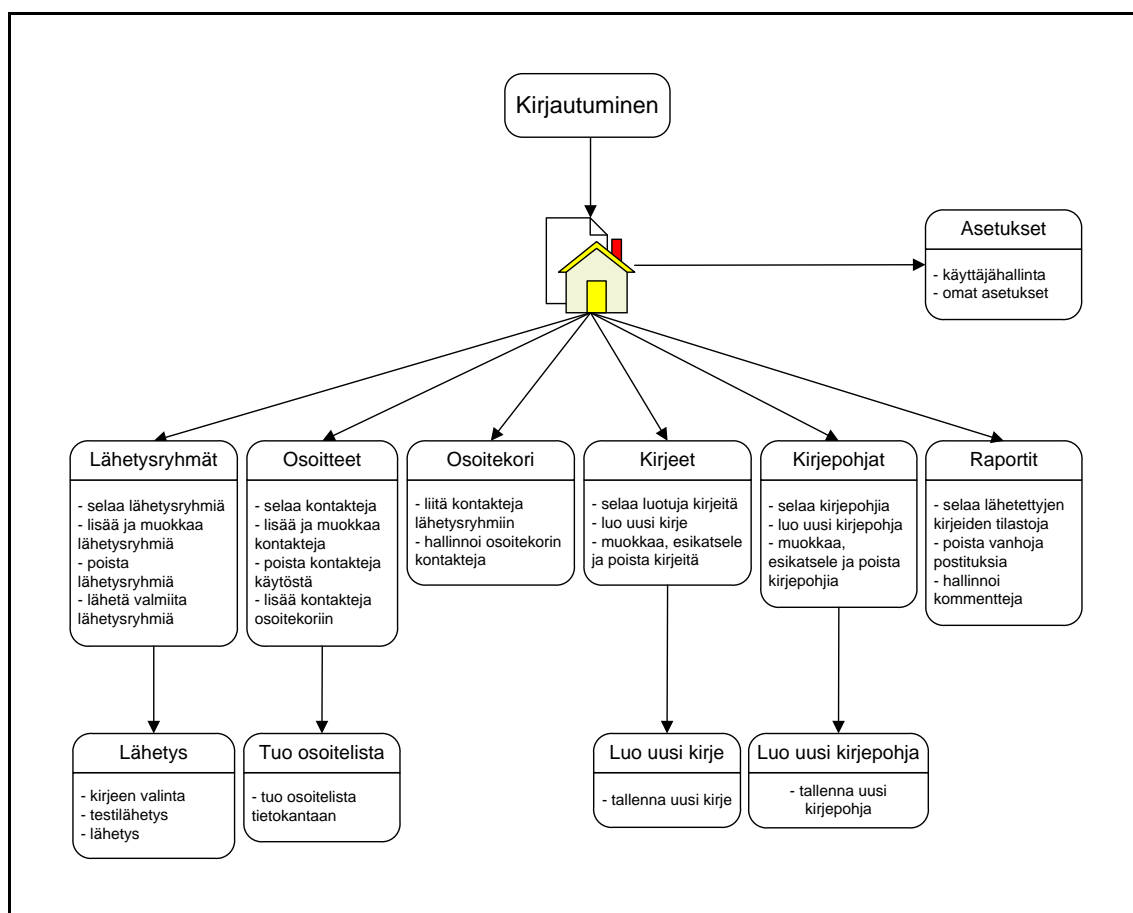 Kirjautuminen
Asetukset
- käyttäjähallinta
- omat asetukset
Lähetysryhmät
- selaa lähetysryhmiä
- lisää ja muokkaa
lähetysryhmiä
- poista
lähetysryhmiä
- lähetä valmiita
lähetysryhmiä
Osoitteet
- selaa kontakteja
- lisää ja muokkaa
kontakteja
- poista kontakteja
käytöstä
- lisää kontakteja
osoitekoriin
Osoitekori
- liitä kontakteja
lähetysryhmiin
- hallinnoi osoitekorin
kontakteja
Kirjeet
- selaa luotuja kirjeitä
- luo uusi kirje
- muokkaa, esikatsele
ja poista kirjeitä
Kirjepohjat
- selaa kirjepohjia
- luo uusi kirjepohja
- muokkaa,
esikatsele ja poista
kirjepohjia
Raportit
- selaa lähetettyjen
kirjeiden tilastoja
- poista vanhoja
postituksia
- hallinnoi
kommentteja
Lähetys
- kirjeen valinta
- testilähetys
- lähetys
Tuo osoitelista
- tuo osoitelista
tietokantaan
Luo uusi kirje
- tallenna uusi kirje
Luo uusi kirjepohja
- tallenna uusi
kirjepohja